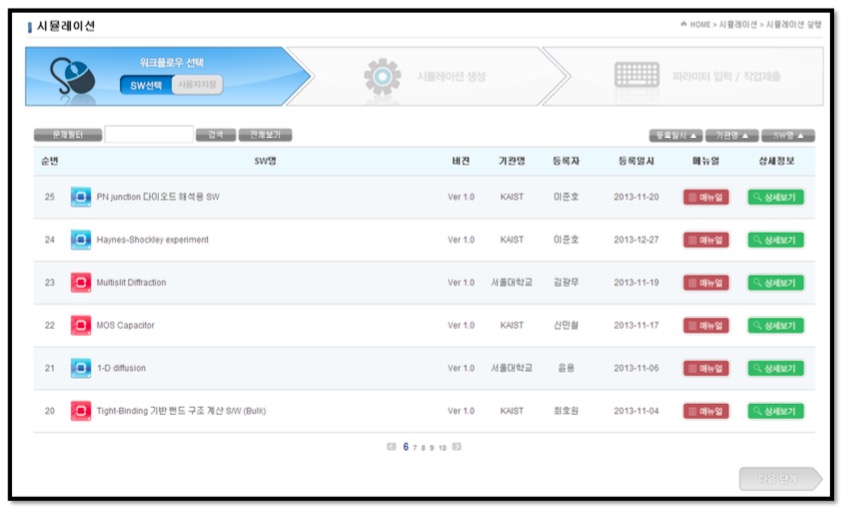 시뮬레이션
HOME > 시뮬레이션 > 시뮬레이션 실행
워크플로우 선택
SW선택 사용자지정
시뮬레이션 생성
파라미터 입력 / 작업제출
문제필터 검색 전체보기
등록일시 ▲ 기관명 ▲ SW명 ▲
순번 SW명 버전 기관명 등록자 등록일시 매뉴얼 상세정보
25 PN junction 다이오드 해석용 SW Ver 1.0 KAIST 이준호 2013-11-20 매뉴얼 상세보기
24 Haynes-Shockley experiment Ver 1.0 KAIST 이준호 2013-12-27 매뉴얼 상세보기
23 Multislit Diffraction Ver 1.0 서울대학교 김광무 2013-11-19 매뉴얼 상세보기
22 MOS Capacitor Ver 1.0 KAIST 신민철 2013-11-17 매뉴얼 상세보기
21 1-D diffusion Ver 1.0 서울대학교 2013-11-06 매뉴얼 상세보기
20 Tight-Binding 기반 밴드 구조 계산 S/W (Bulk) Ver 1.0 KAIST 최호원 2013-11-04 매뉴얼 상세보기
6 7 8 9 10
다음 단계